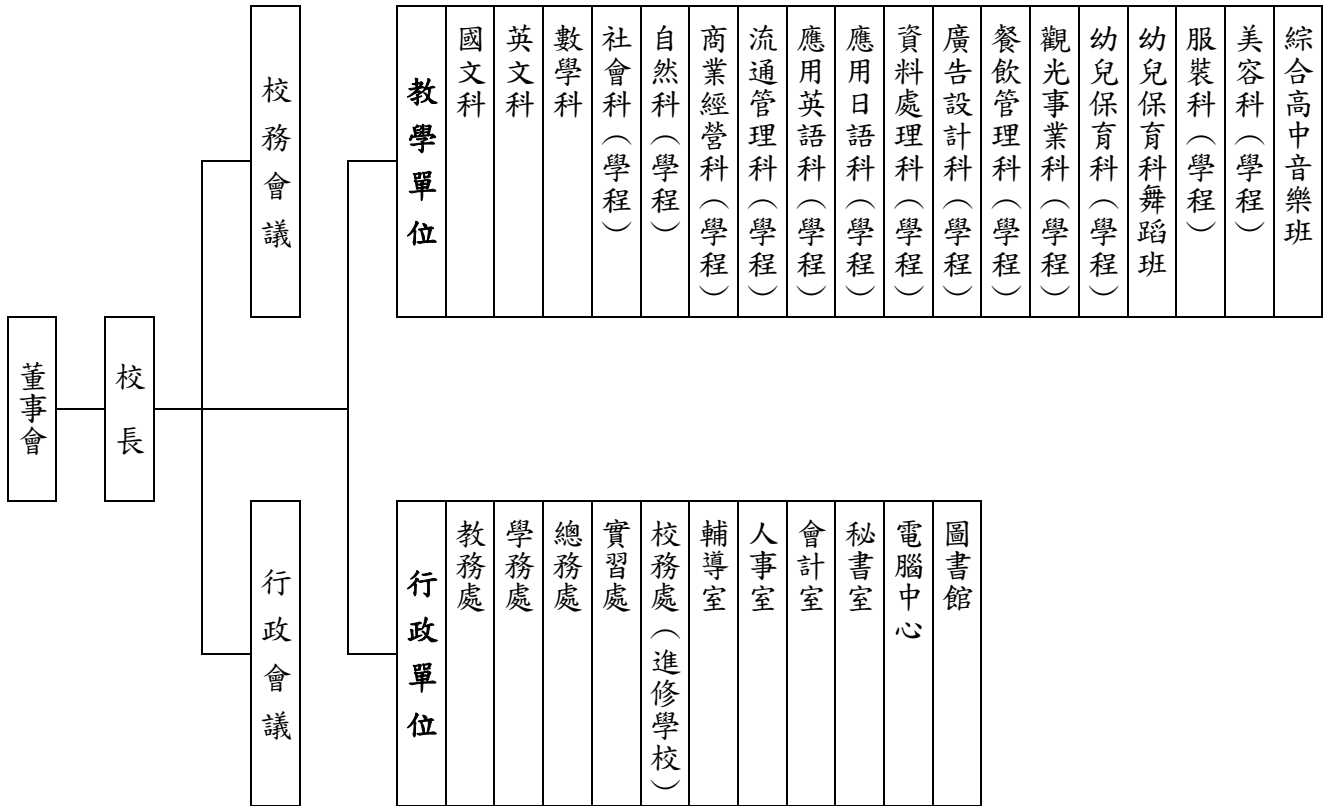 董事會
校長
校務會議
行政會議
教學單位
國文科
英文科
數學科
社會科（學程）
自然科（學程）
商業經營科（學程）
流通管理科（學程）
應用英語科（學程）
應用日語科（學程）
資料處理科（學程）
廣告設計科（學程）
餐飲管理科（學程）
觀光事業科（學程）
幼兒保育科（學程）
幼兒保育科舞蹈班
服裝科（學程）
美容科（學程）
綜合高中音樂班
行政單位
教務處
學務處
總務處
實習處
校務處（進修學校）
輔導室
人事室
會計室
秘書室
電腦中心
圖書館